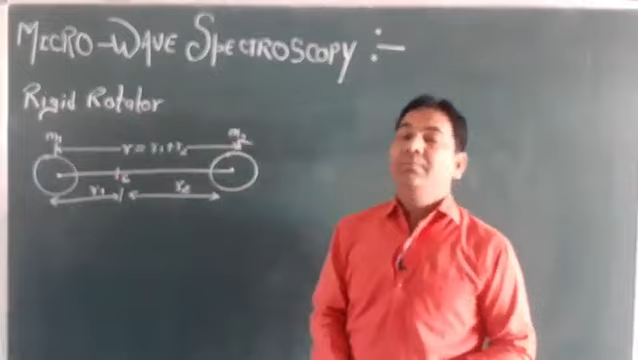 MICRO-WAVE SPECTROSCOPY :-
Rigid Rotator
m₁ r = r₁ + r₂ m₂
r₁ r₂